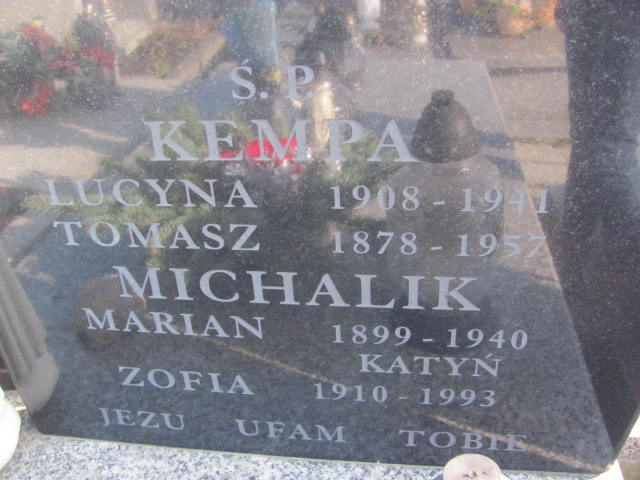 Ś. P.
KEMPA
LUCYNA 1908 - 1941
TOMASZ 1878 - 1957
MICHALIK
MARIAN 1899 - 1940
KATYŃ
ZOFIA 1910 - 1993
JEZU UFAM TOBIE